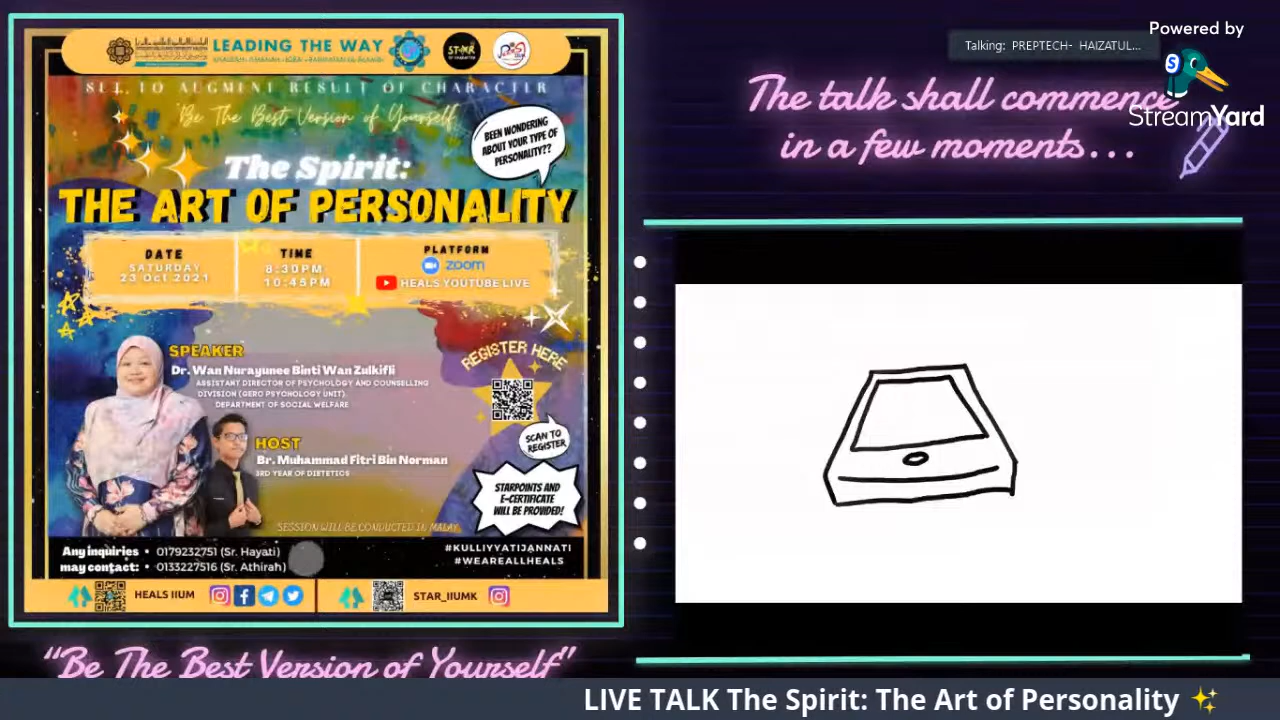 LEADING THE WAY
STAR
SET. TO AUGMENT RESULT OF CHARACTER
"Be The Best Version of Yourself
BEEN WONDERING
ABOUT YOUR TYPE OF
PERSONALITY??
The Spirit:
THE ART OF PERSONALITY
DATE
SATURDAY
23 Oct 2021
TIME
8:30PM
10:45PM
PLATFORM
zoom
HEALS YOUTUBE LIVE
SPEAKER
Dr. Wan Nurayunee Binti Wan Zulkifli
ASSISTANT DIRECTOR OF PSYCHOLOGY AND COUNSELLING
DIVISION (GERO PSYCHOLOGY UNIT),
DEPARTMENT OF SOCIAL WELFARE
REGISTER HERE
SCAN TO
REGISTER
HOST
Br. Muhammad Fitri Bin Norman
3RD YEAR OF DIETETICS
STARPOINTS AND
E-CERTIFICATE
WILL BE PROVIDED!
SESSION WILL BE CONDUCTED IN MALAY
Any inquiries • 0179232751 (Sr. Hayati)
may contact: • 0133227516 (Sr. Athirah)
#KULLIYYATIJANNATI
#WEAREALLHEALS
HEALS IIUM
STAR_IIUMK
"Be The Best Version of Yourself"
Talking: PREPTECH- HAIZATUL...
Powered by
StreamYard
The talk shall commence
in a few moments...
LIVE TALK The Spirit: The Art of Personality ✨